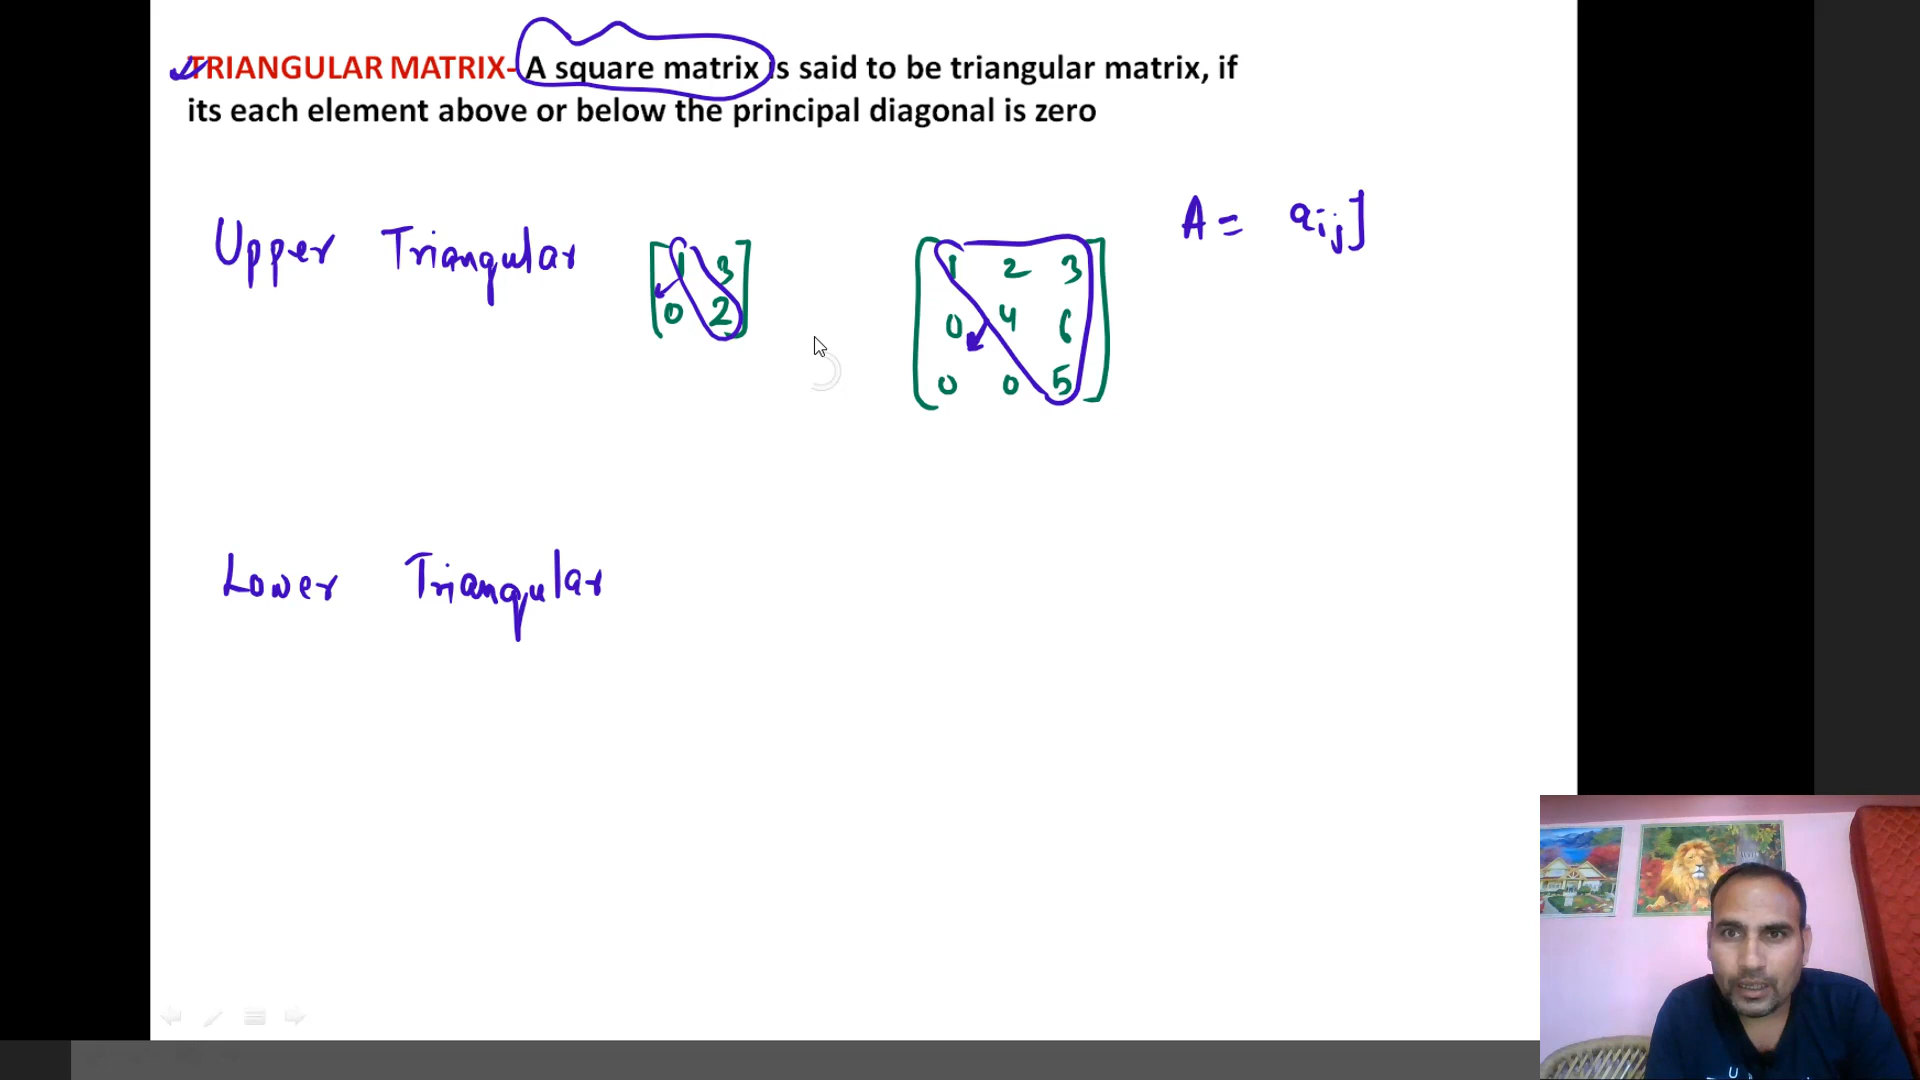 TRIANGULAR MATRIX- A square matrix is said to be triangular matrix, if
its each element above or below the principal diagonal is zero
A = aij]
Upper Triangular
[1 3
0 2]
[1 2 3
0 4 6
0 0 5]
Lower Triangular